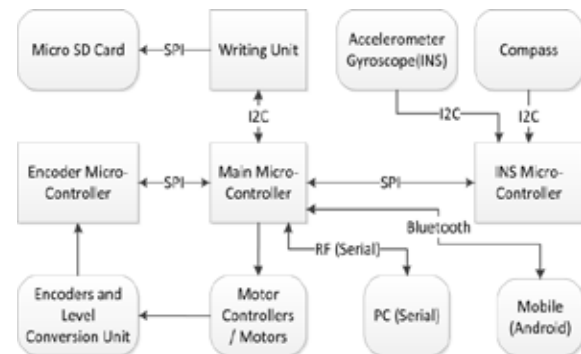 Micro SD Card
SPI
Writing Unit
Accelerometer
Gyroscope(INS)
Compass
I2C
I2C
I2C
Encoder Micro-
Controller
SPI
Main Micro-
Controller
SPI
INS Micro-
Controller
Bluetooth
RF (Serial)
Encoders and
Level
Conversion Unit
Motor
Controllers
/ Motors
PC (Serial)
Mobile
(Android)